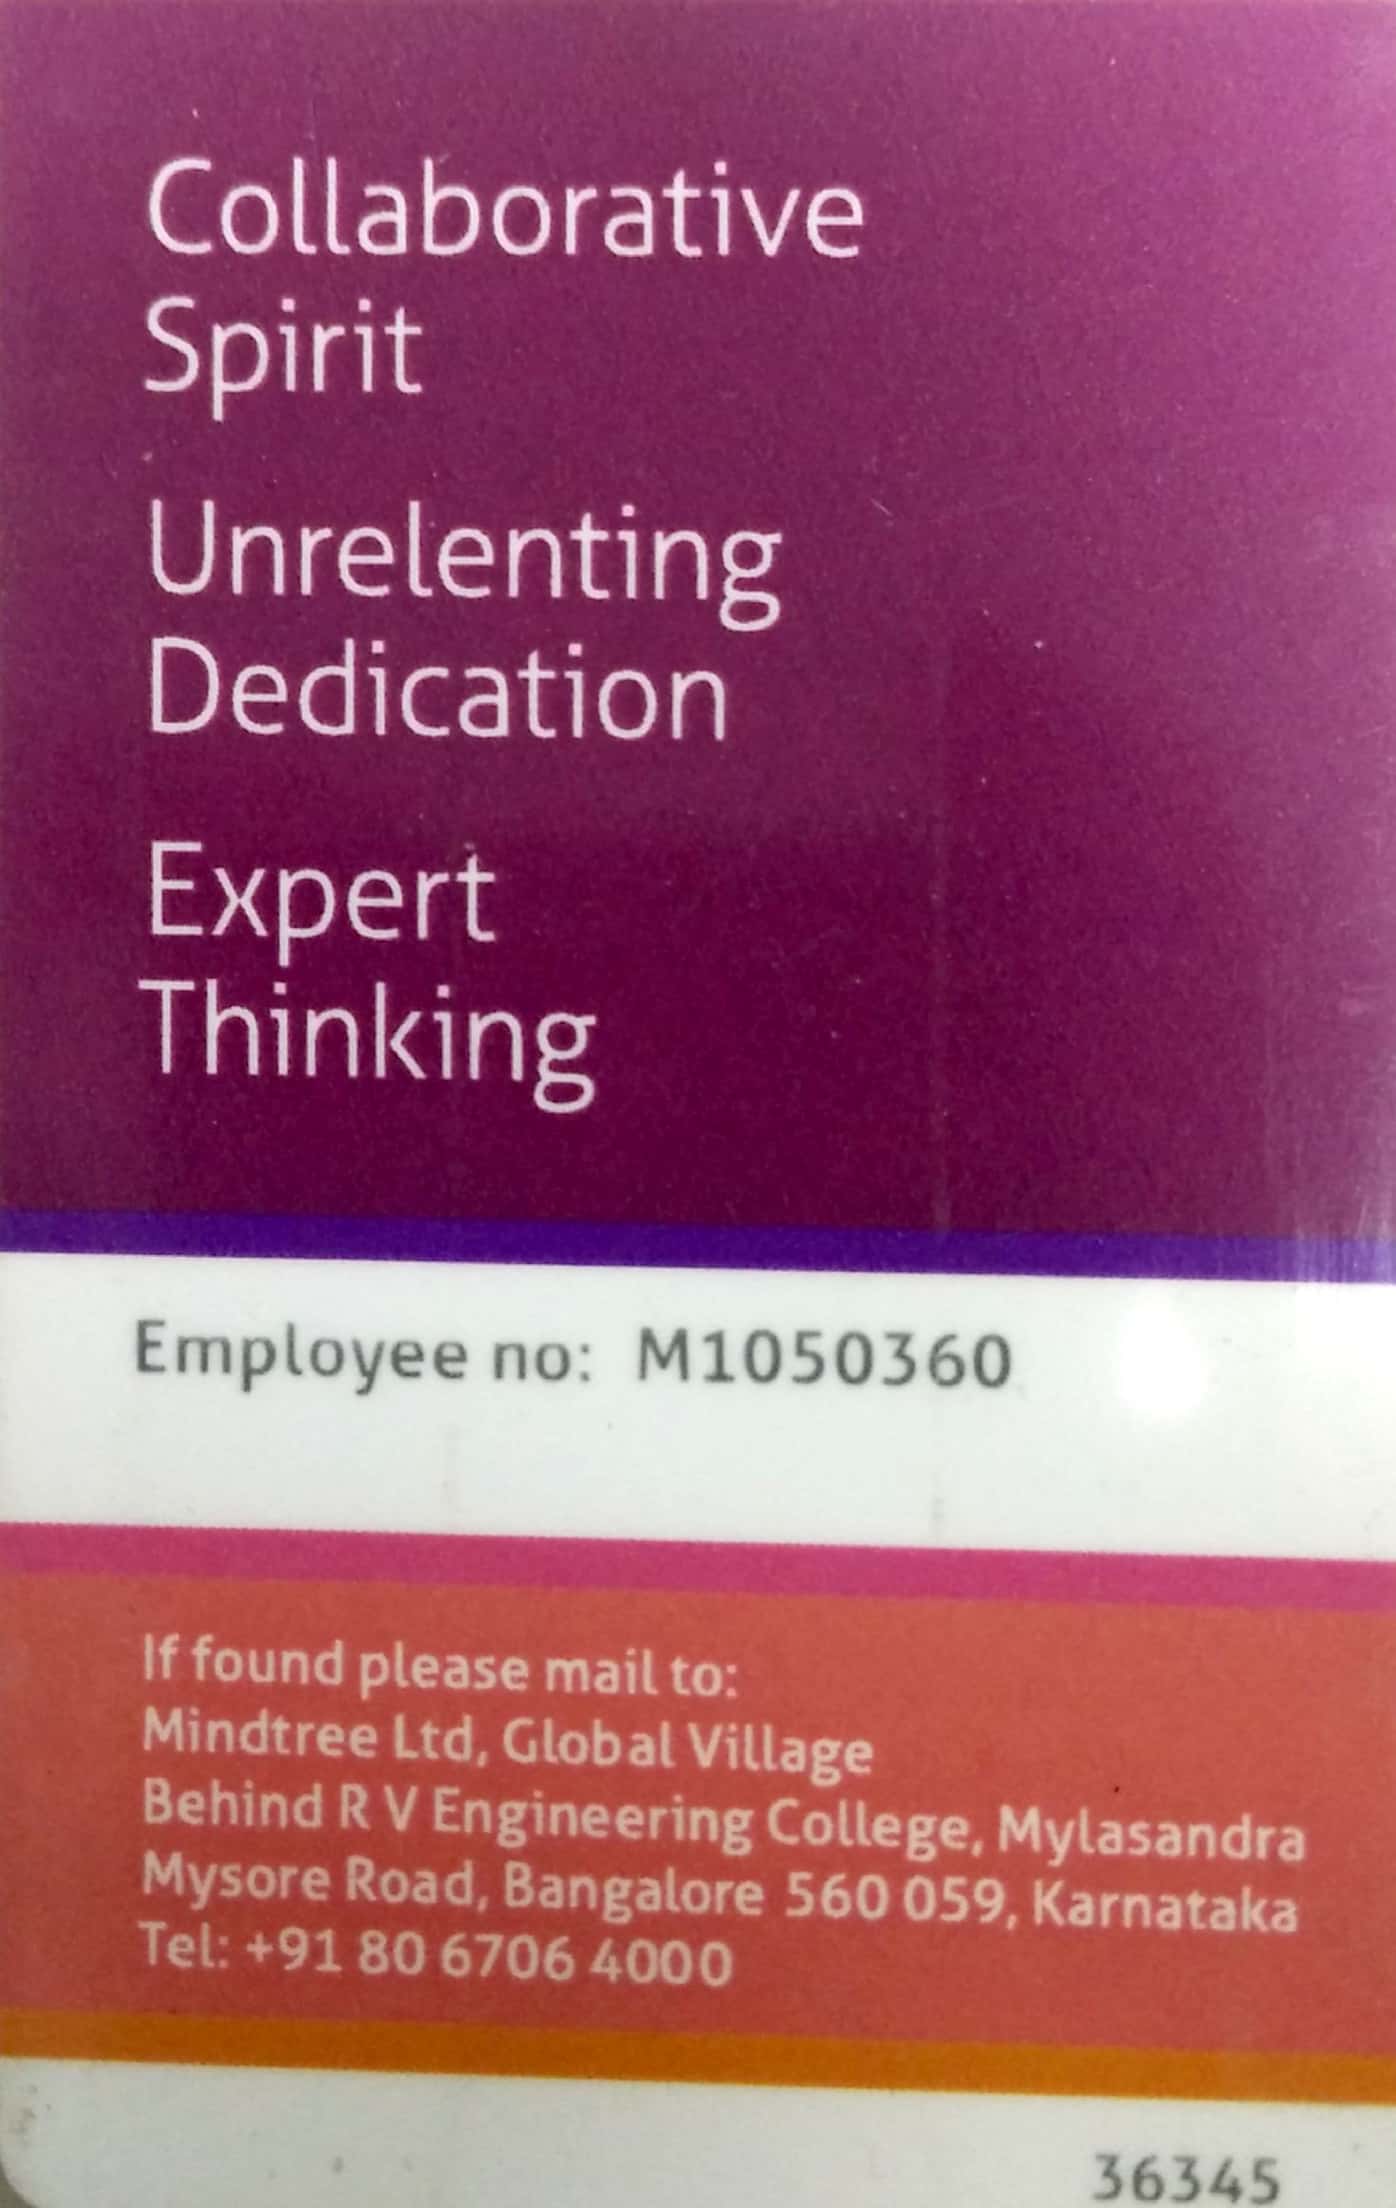 Collaborative
Spirit
Unrelenting
Dedication
Expert
Thinking
Employee no: M1050360
If found please mail to:
Mindtree Ltd, Global Village
Behind R V Engineering College, Mylasandra
Mysore Road, Bangalore 560 059, Karnataka
Tel: +91 80 6706 4000
36345